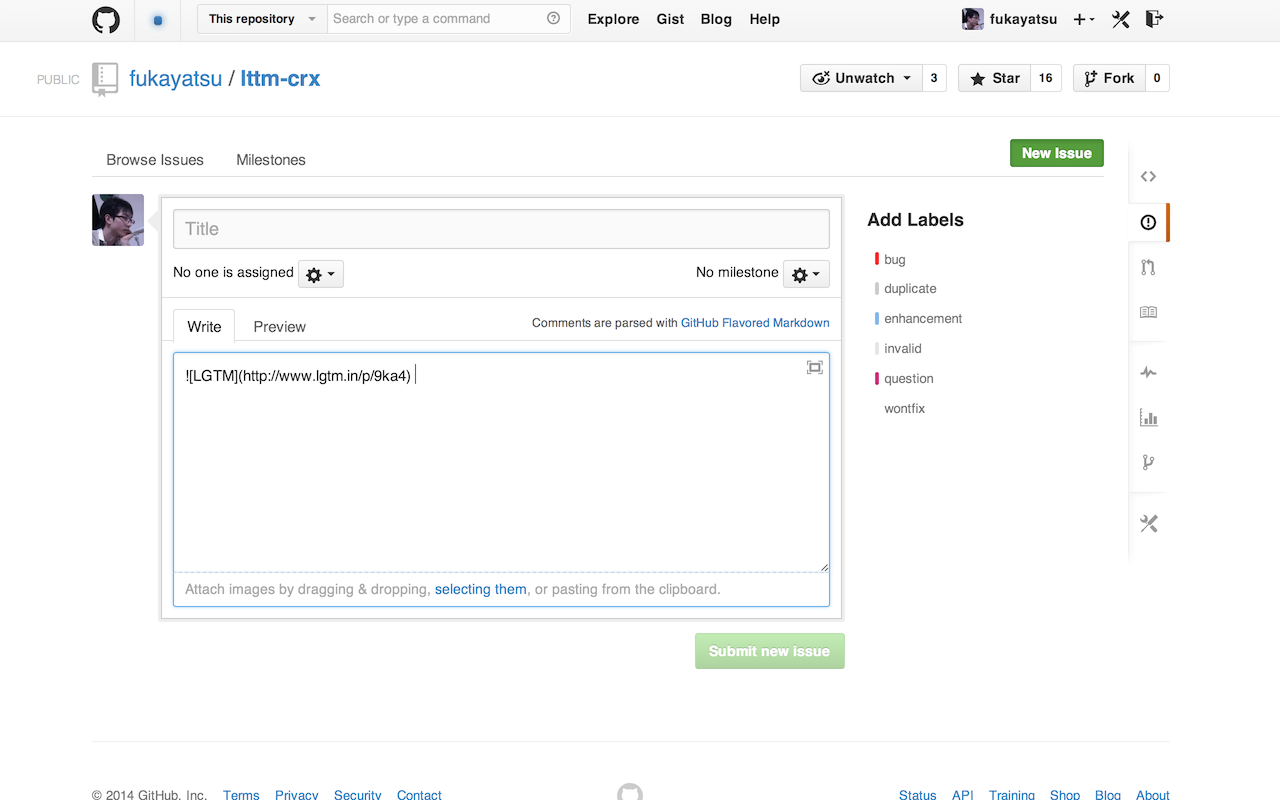 This repository Search or type a command Explore Gist Blog Help fukayatsu
PUBLIC fukayatsu / lttm-crx Unwatch 3 Star 16 Fork 0
Browse Issues Milestones New Issue
Title
No one is assigned No milestone
Write Preview Comments are parsed with GitHub Flavored Markdown
![LGTM](http://www.lgtm.in/p/9ka4)
Attach images by dragging & dropping, selecting them, or pasting from the clipboard.
Submit new issue
Add Labels
bug
duplicate
enhancement
invalid
question
wontfix
© 2014 GitHub, Inc. Terms Privacy Security Contact Status API Training Shop Blog About